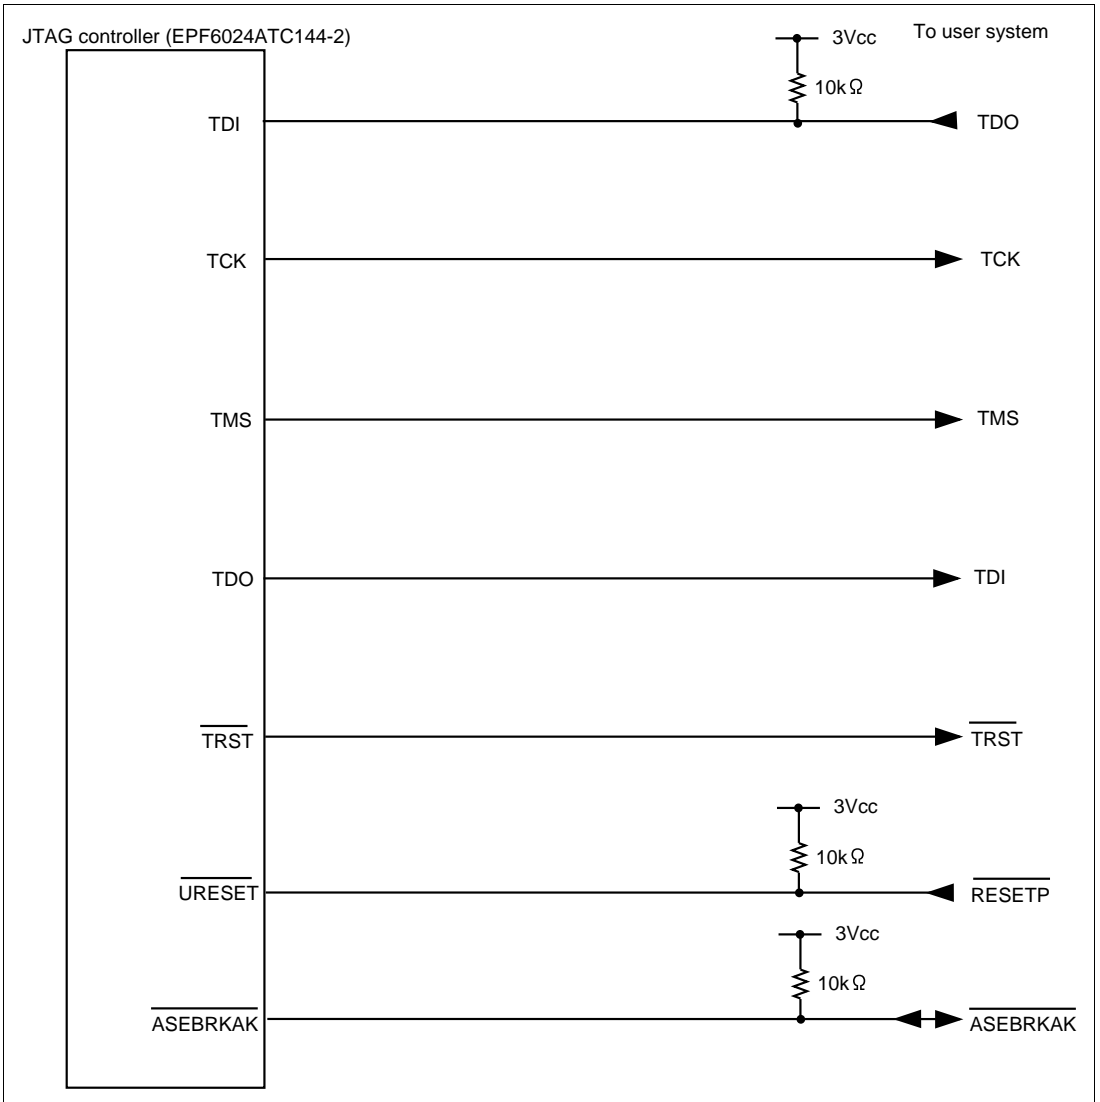 JTAG controller (EPF6024ATC144-2)
3Vcc
To user system
10kΩ
TDI
TDO
TCK
TCK
TMS
TMS
TDO
TDI
TRST
TRST
3Vcc
10kΩ
URESET
RESETP
3Vcc
10kΩ
ASEBRKAK
ASEBRKAK